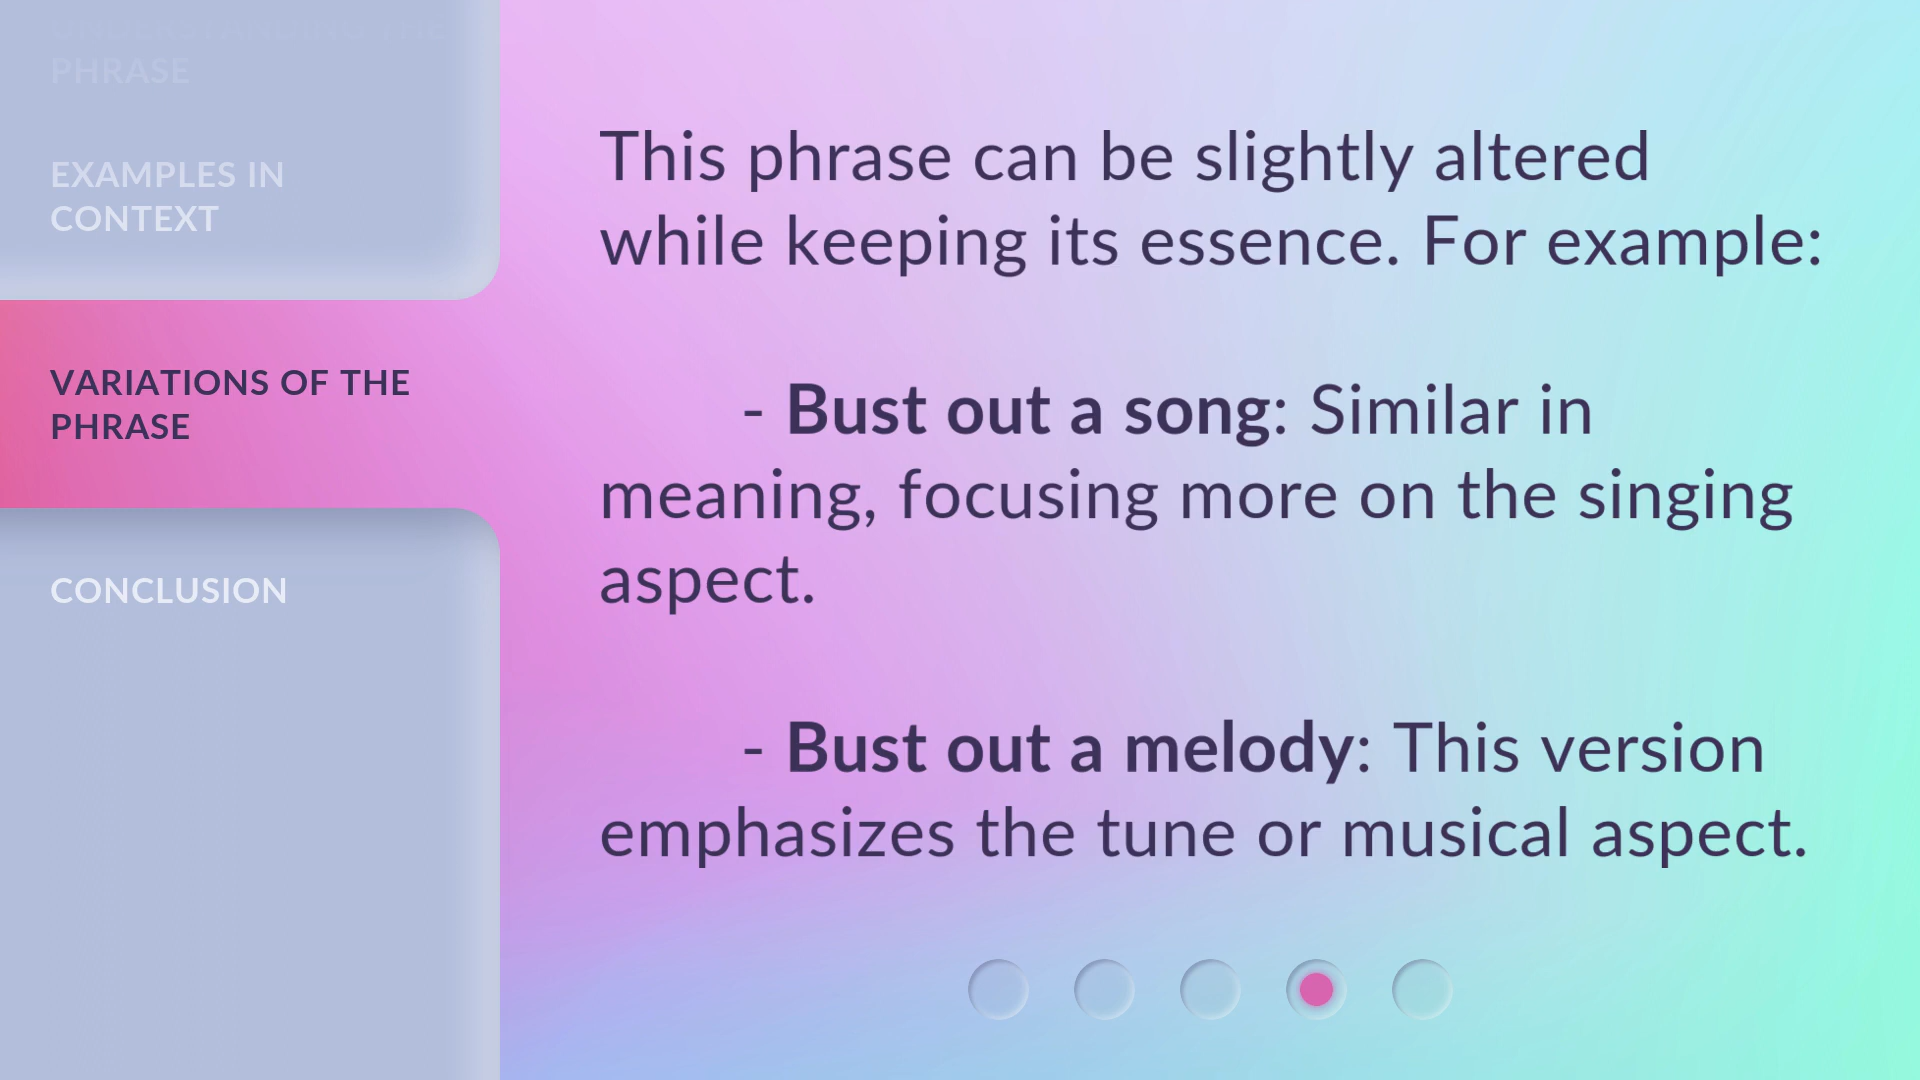 PHRASE
EXAMPLES IN
CONTEXT
VARIATIONS OF THE
PHRASE
CONCLUSION
This phrase can be slightly altered
while keeping its essence. For example:
- Bust out a song: Similar in
meaning, focusing more on the singing
aspect.
- Bust out a melody: This version
emphasizes the tune or musical aspect.